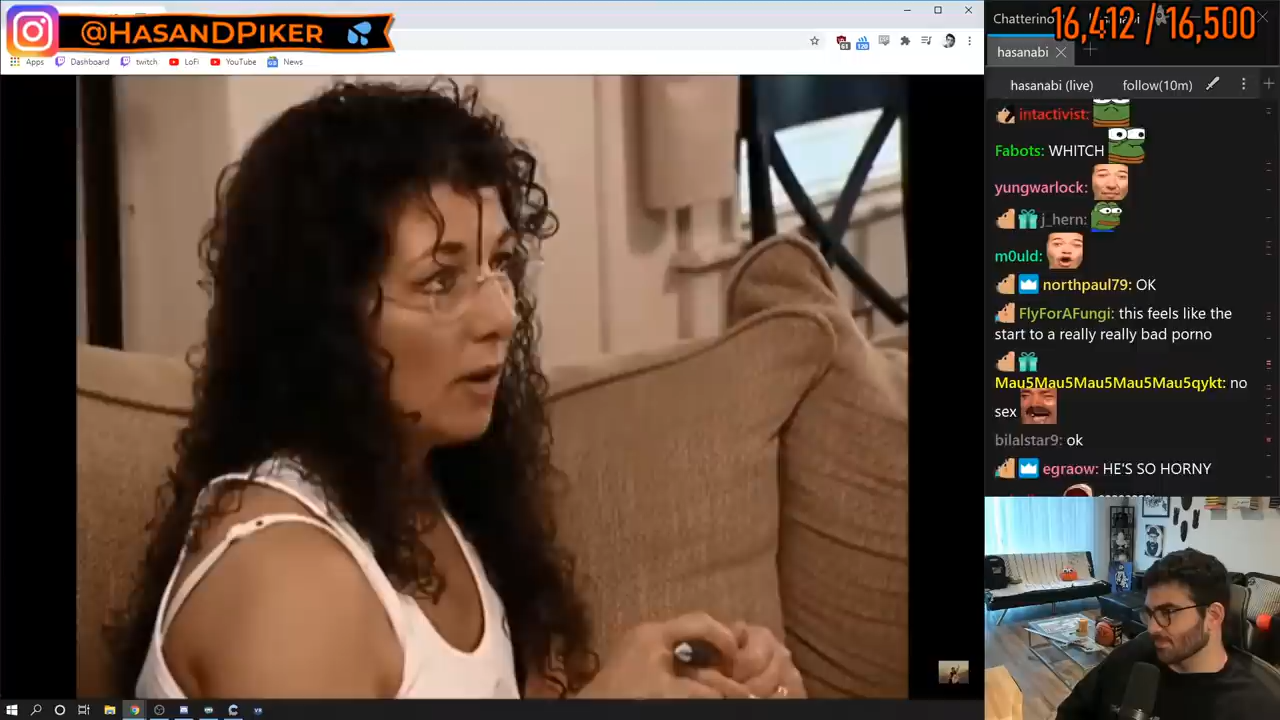 @HASANDPIKER
Chatterino
16,412 / 16,500
hasanabi
hasanabi (live) follow(10m)
61
120
Apps Dashboard twitch LoFi YouTube News
intactivist:
Fabots: WHITCH
yungwarlock:
j_hern:
m0uld:
northpaul79: OK
FlyForAFungi: this feels like the
start to a really really bad porno
Mau5Mau5Mau5Mau5Mau5qykt: no
sex
bilalstar9: ok
egraow: HE'S SO HORNY